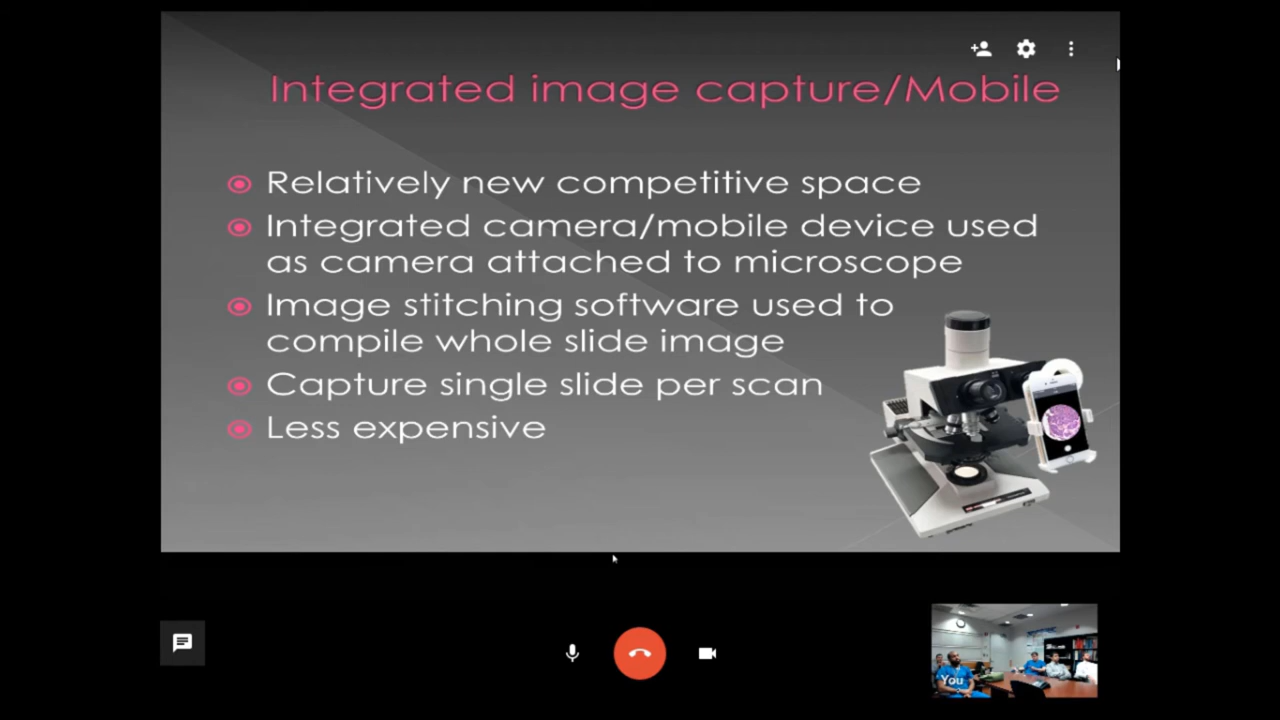 Integrated image capture/Mobile
Relatively new competitive space
Integrated camera/mobile device used
as camera attached to microscope
Image stitching software used to
compile whole slide image
Capture single slide per scan
Less expensive
You